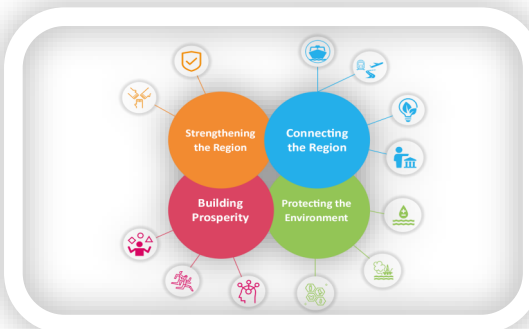 Strengthening
the Region
Connecting
the Region
Building
Prosperity
Protecting the
Environment